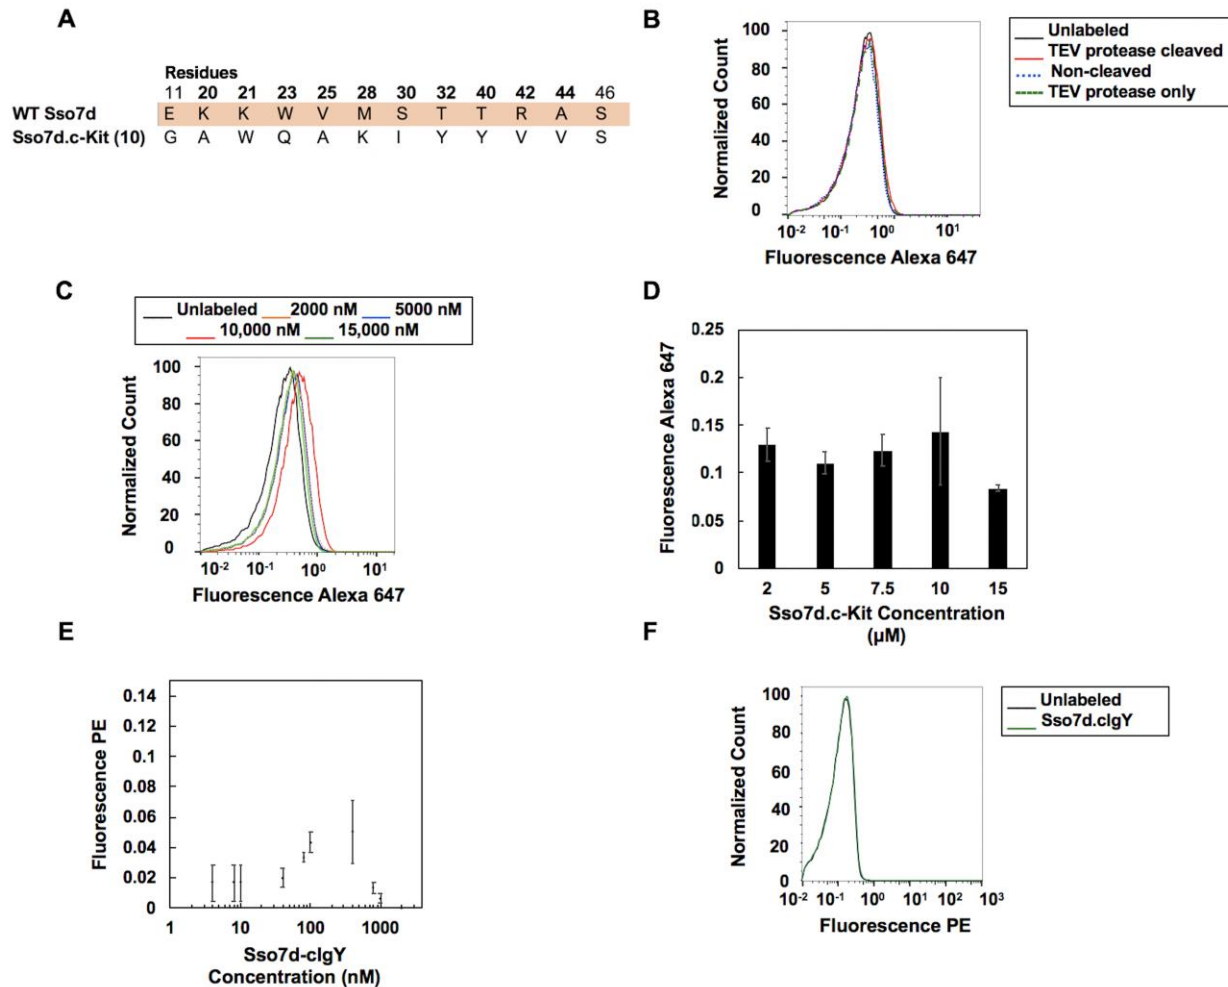 A
Residues
11 20 21 23 25 28 30 32 40 42 44 46
WT Sso7d E K K W V M S T T R A S
Sso7d.c-Kit (10) G A W Q A K I Y Y V V S
B
100
80
60
40
20
0
Normalized Count
10-2 10-1 100 101
Fluorescence Alexa 647
Unlabeled
TEV protease cleaved
Non-cleaved
TEV protease only
C
Unlabeled 2000 nM 5000 nM
10,000 nM 15,000 nM
100
80
60
40
20
0
Normalized Count
10-2 10-1 100 101
Fluorescence Alexa 647
D
0.25
0.2
0.15
0.1
0.05
0
Fluorescence Alexa 647
2 5 7.5 10 15
Sso7d.c-Kit Concentration
(µM)
E
0.14
0.12
0.1
0.08
0.06
0.04
0.02
0
Fluorescence PE
1 10 100 1000
Sso7d-cIgY
Concentration (nM)
F
100
80
60
40
20
0
Normalized Count
10-2 10-1 100 101 102 103
Fluorescence PE
Unlabeled
Sso7d.cIgY